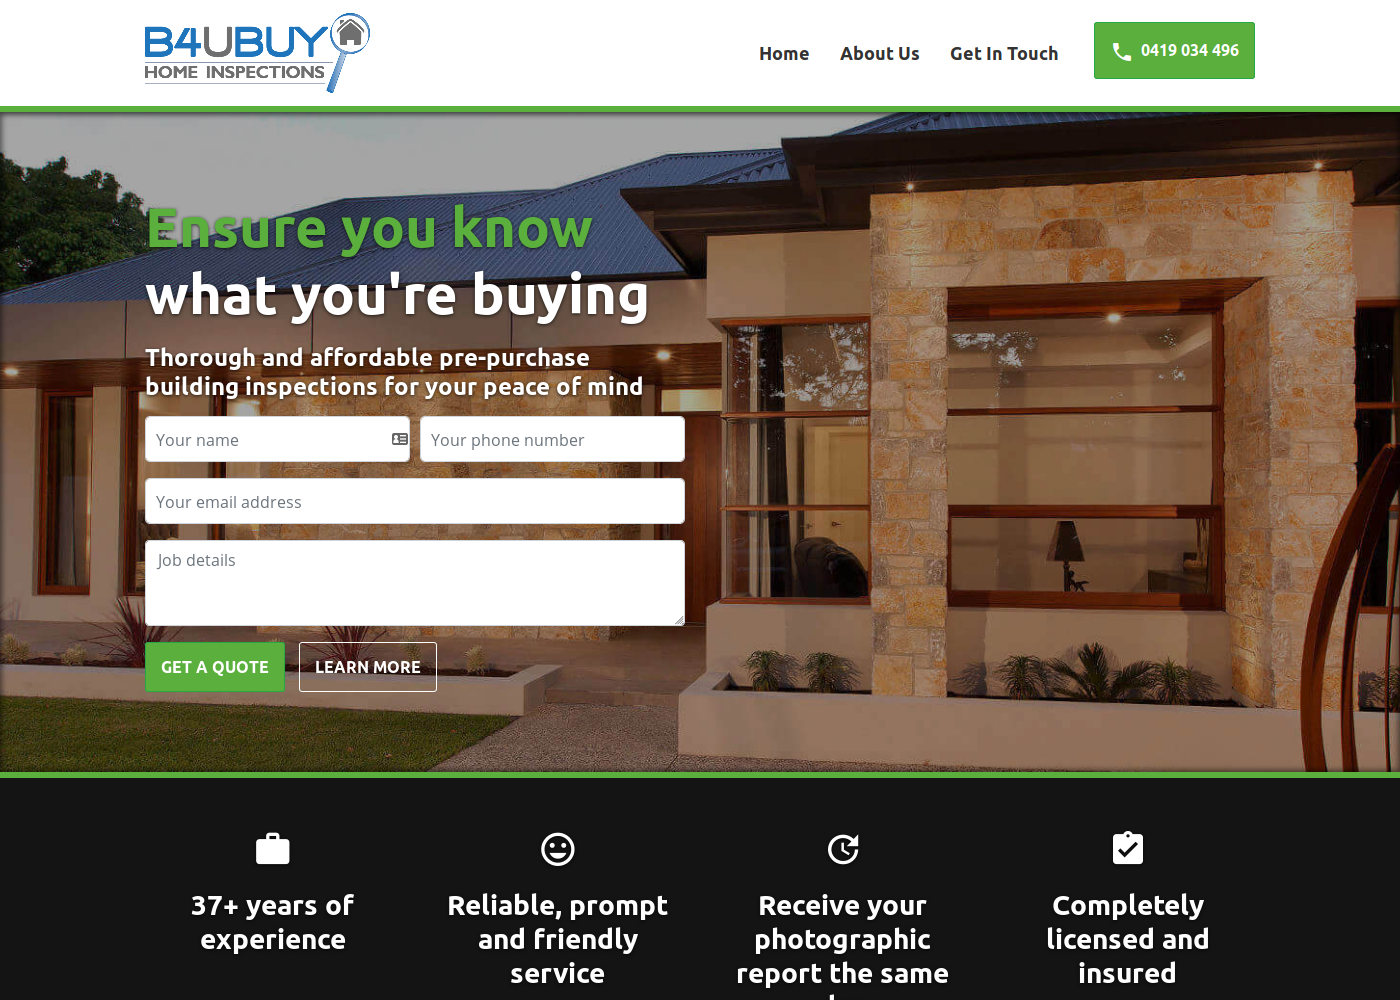 B4UBUY
HOME INSPECTIONS
Home
About Us
Get In Touch
0419 034 496
Ensure you know
what you're buying
Thorough and affordable pre-purchase
building inspections for your peace of mind
Your name
Your phone number
Your email address
Job details
GET A QUOTE
LEARN MORE
37+ years of
experience
Reliable, prompt
and friendly
service
Receive your
photographic
report the same
Completely
licensed and
insured